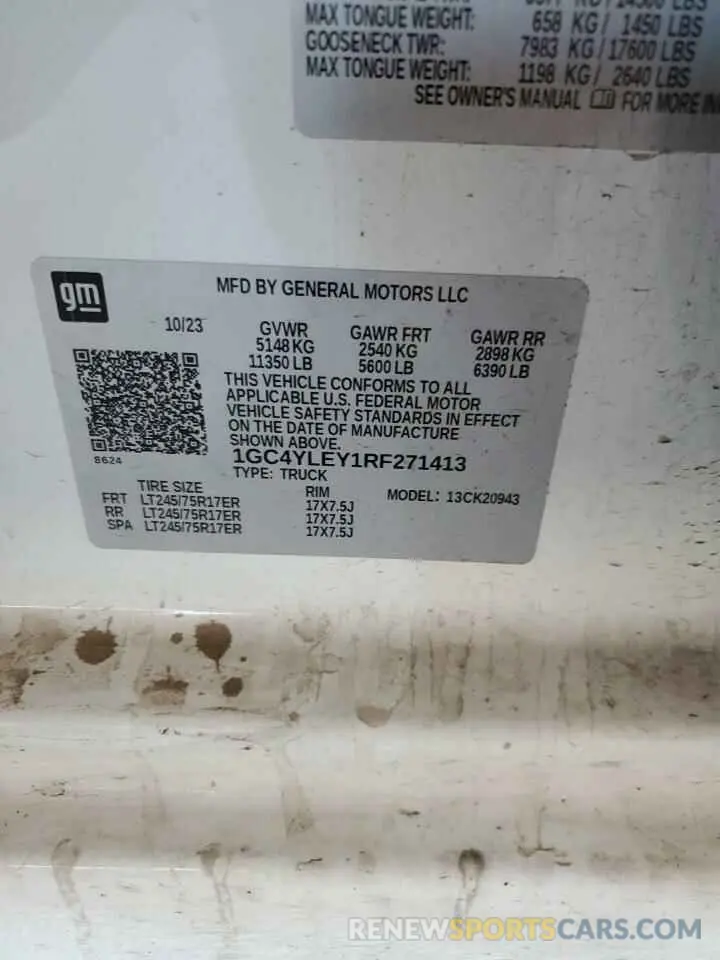 MAX TONGUE WEIGHT: 658 KG / 1450 LBS
GOOSENECK TWR: 7983 KG / 17600 LBS
MAX TONGUE WEIGHT: 1198 KG / 2640 LBS
SEE OWNER'S MANUAL FOR MORE
gm
MFD BY GENERAL MOTORS LLC
10/23 GVWR GAWR FRT GAWR RR
5148 KG 2540 KG 2898 KG
11350 LB 5600 LB 6390 LB
THIS VEHICLE CONFORMS TO ALL
APPLICABLE U.S. FEDERAL MOTOR
VEHICLE SAFETY STANDARDS IN EFFECT
ON THE DATE OF MANUFACTURE
SHOWN ABOVE.
8624
1GC4YLEY1RF271413
TYPE: TRUCK
TIRE SIZE RIM MODEL: 13CK20943
FRT LT245/75R17ER 17X7.5J
RR LT245/75R17ER 17X7.5J
SPA LT245/75R17ER 17X7.5J
RENEWSPORTSCARS.COM